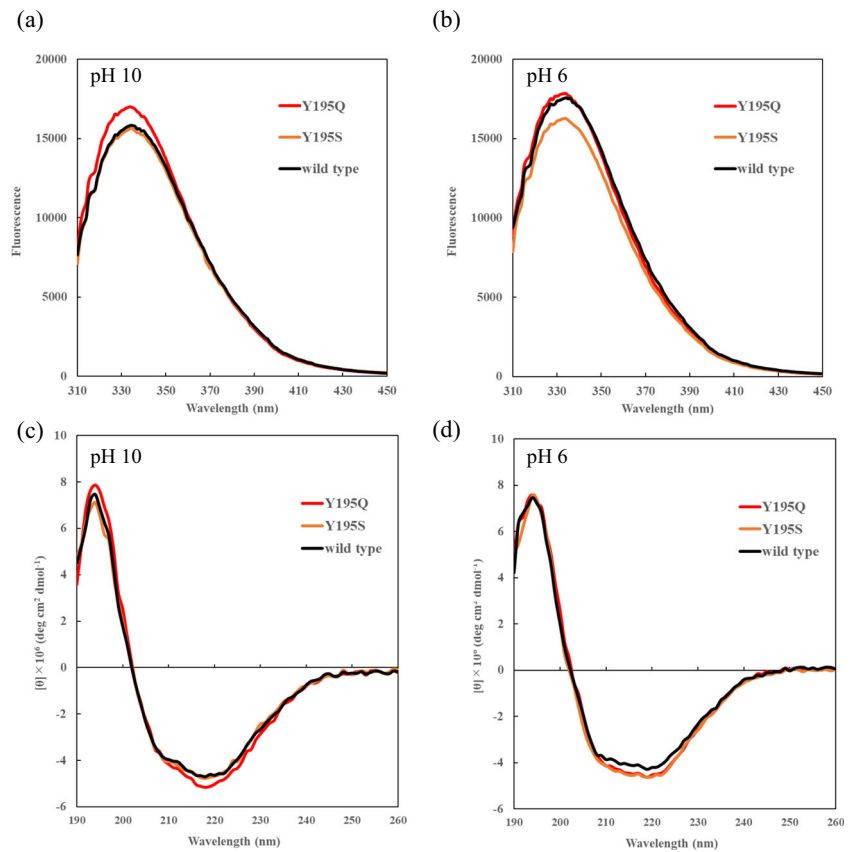 (a)
pH 10
20000
15000
10000
5000
0
310 330 350 370 390 410 430 450
Fluorescence
Wavelength (nm)
Y195Q
Y195S
wild type
(b)
pH 6
20000
15000
10000
5000
0
310 330 350 370 390 410 430 450
Fluorescence
Wavelength (nm)
Y195Q
Y195S
wild type
(c)
pH 10
10
8
6
4
2
0
-2
-4
-6
190 200 210 220 230 240 250 260
[θ] × 10⁶ (deg cm² dmol⁻¹)
Wavelength (nm)
Y195Q
Y195S
wild type
(d)
pH 6
10
8
6
4
2
0
-2
-4
-6
190 200 210 220 230 240 250 260
[θ] × 10 (deg cm dmol
Wavelength (nm)
Y195Q
Y195S
wild type